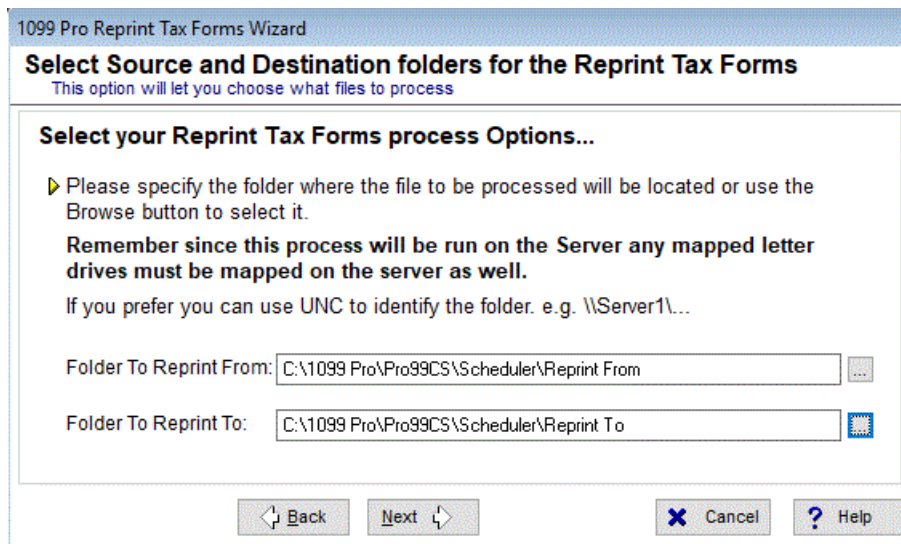 1099 Pro Reprint Tax Forms Wizard
Select Source and Destination folders for the Reprint Tax Forms
This option will let you choose what files to process
Select your Reprint Tax Forms process Options...
Please specify the folder where the file to be processed will be located or use the
Browse button to select it.
Remember since this process will be run on the Server any mapped letter
drives must be mapped on the server as well.
If you prefer you can use UNC to identify the folder. e.g. \\Server1\...
Folder To Reprint From: C:\1099 Pro\Pro99CS\Scheduler\Reprint From ...
Folder To Reprint To: C:\1099 Pro\Pro99CS\Scheduler\Reprint To ...
Back Next Cancel ? Help